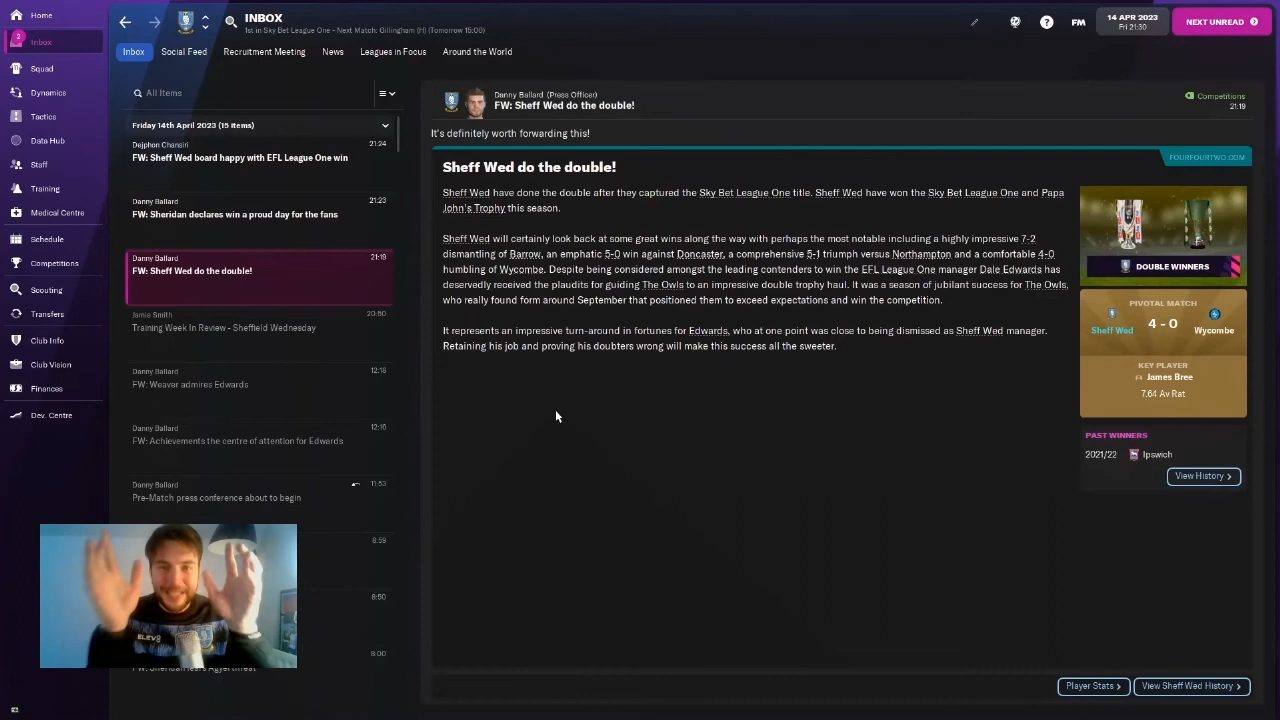 Home
2
Inbox
Squad
Dynamics
Tactics
Data Hub
Staff
Training
Medical Centre
Schedule
Competitions
Scouting
Transfers
Club Info
Club Vision
Finances
Dev. Centre
INBOX
1st in Sky Bet League One - Next Match: Gillingham (H) (Tomorrow 15:00)
FM
14 APR 2023
Fri 21:30
NEXT UNREAD
Inbox
Social Feed
Recruitment Meeting
News
Leagues in Focus
Around the World
All Items
Friday 14th April 2023 (15 items)
Dejphon Chansiri
21:24
FW: Sheff Wed board happy with EFL League One win
Danny Ballard
21:23
FW: Sheridan declares win a proud day for the fans
Danny Ballard
21:19
FW: Sheff Wed do the double!
Jamie Smith
20:50
Training Week In Review - Sheffield Wednesday
Danny Ballard
12:18
FW: Weaver admires Edwards
Danny Ballard
12:16
FW: Achievements the centre of attention for Edwards
Danny Ballard
11:53
Pre-Match press conference about to begin
8:59
8:50
8:00
Danny Ballard (Press Officer)
FW: Sheff Wed do the double!
Competitions
21:19
It's definitely worth forwarding this!
FOURFOURTWO.COM
Sheff Wed do the double!
Sheff Wed have done the double after they captured the Sky Bet League One title. Sheff Wed have won the Sky Bet League One and Papa
John's Trophy this season.
Sheff Wed will certainly look back at some great wins along the way with perhaps the most notable including a highly impressive 7-2
dismantling of Barrow, an emphatic 5-0 win against Doncaster, a comprehensive 5-1 triumph versus Northampton and a comfortable 4-0
humbling of Wycombe. Despite being considered amongst the leading contenders to win the EFL League One manager Dale Edwards has
deservedly received the plaudits for guiding The Owls to an impressive double trophy haul. It was a season of jubilant success for The Owls,
who really found form around September that positioned them to exceed expectations and win the competition.
It represents an impressive turn-around in fortunes for Edwards, who at one point was close to being dismissed as Sheff Wed manager.
Retaining his job and proving his doubters wrong will make this success all the sweeter.
DOUBLE WINNERS
PIVOTAL MATCH
Sheff Wed
4 - 0
Wycombe
KEY PLAYER
James Bree
7.64 Av Rat
PAST WINNERS
2021/22
Ipswich
View History
Player Stats
View Sheff Wed History
ELEV